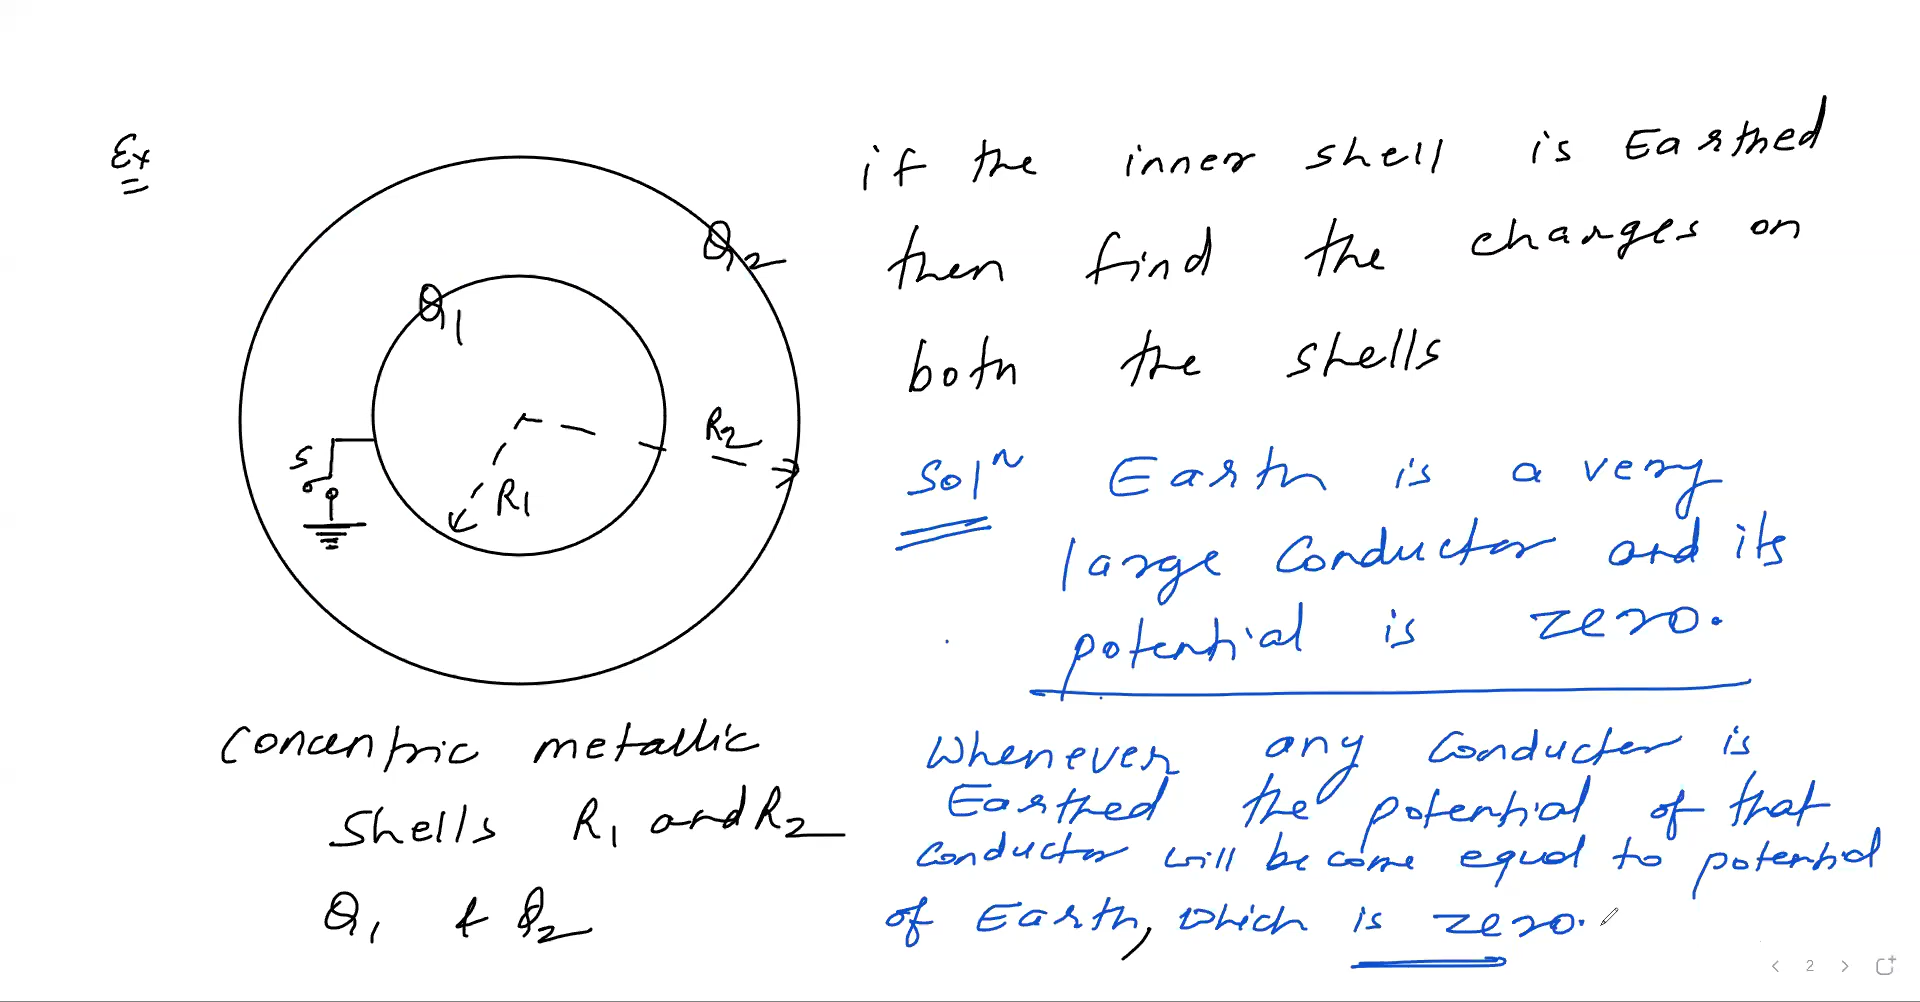 Ex
Q2
Q1
R2
S
R1
Concentric metallic
Shells R1 and R2
Q1 & Q2
if the inner shell is Earthed
then find the charges on
both the shells
Soln Earth is a very
large Conductor and its
potential is zero.
Whenever any Conductor is
Earthed the potential of that
Conductor will become equal to potential
of Earth, which is zero.
2